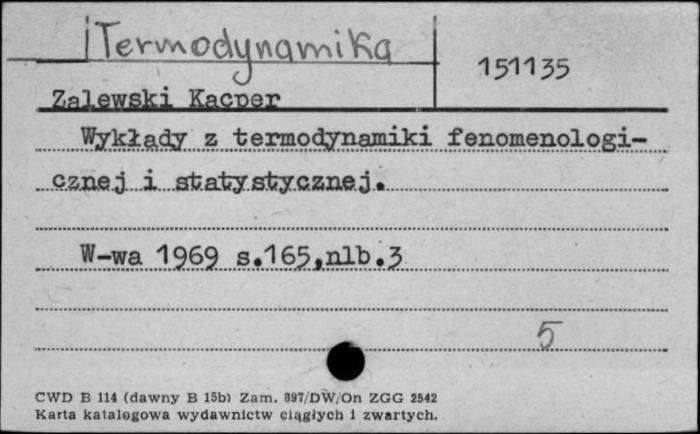 Termodynamika
151135
Zalewski Kacper
Wykłady z termodynamiki fenomenologi-
cznej i statystycznej.
W-wa 1969 s.165,nlb.3
5
CWD B 114 (dawny B 15b) Zam. 897/DW/On ZGG 2542
Karta katalogowa wydawnictw ciągłych i zwartych.